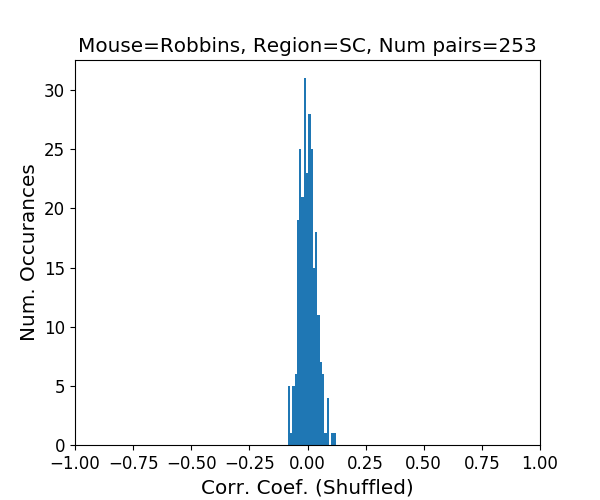 Mouse=Robbins, Region=SC, Num pairs=253
30
25
20
15
10
5
0
Num. Occurances
−1.00 −0.75 −0.50 −0.25 0.00 0.25 0.50 0.75 1.00
Corr. Coef. (Shuffled)